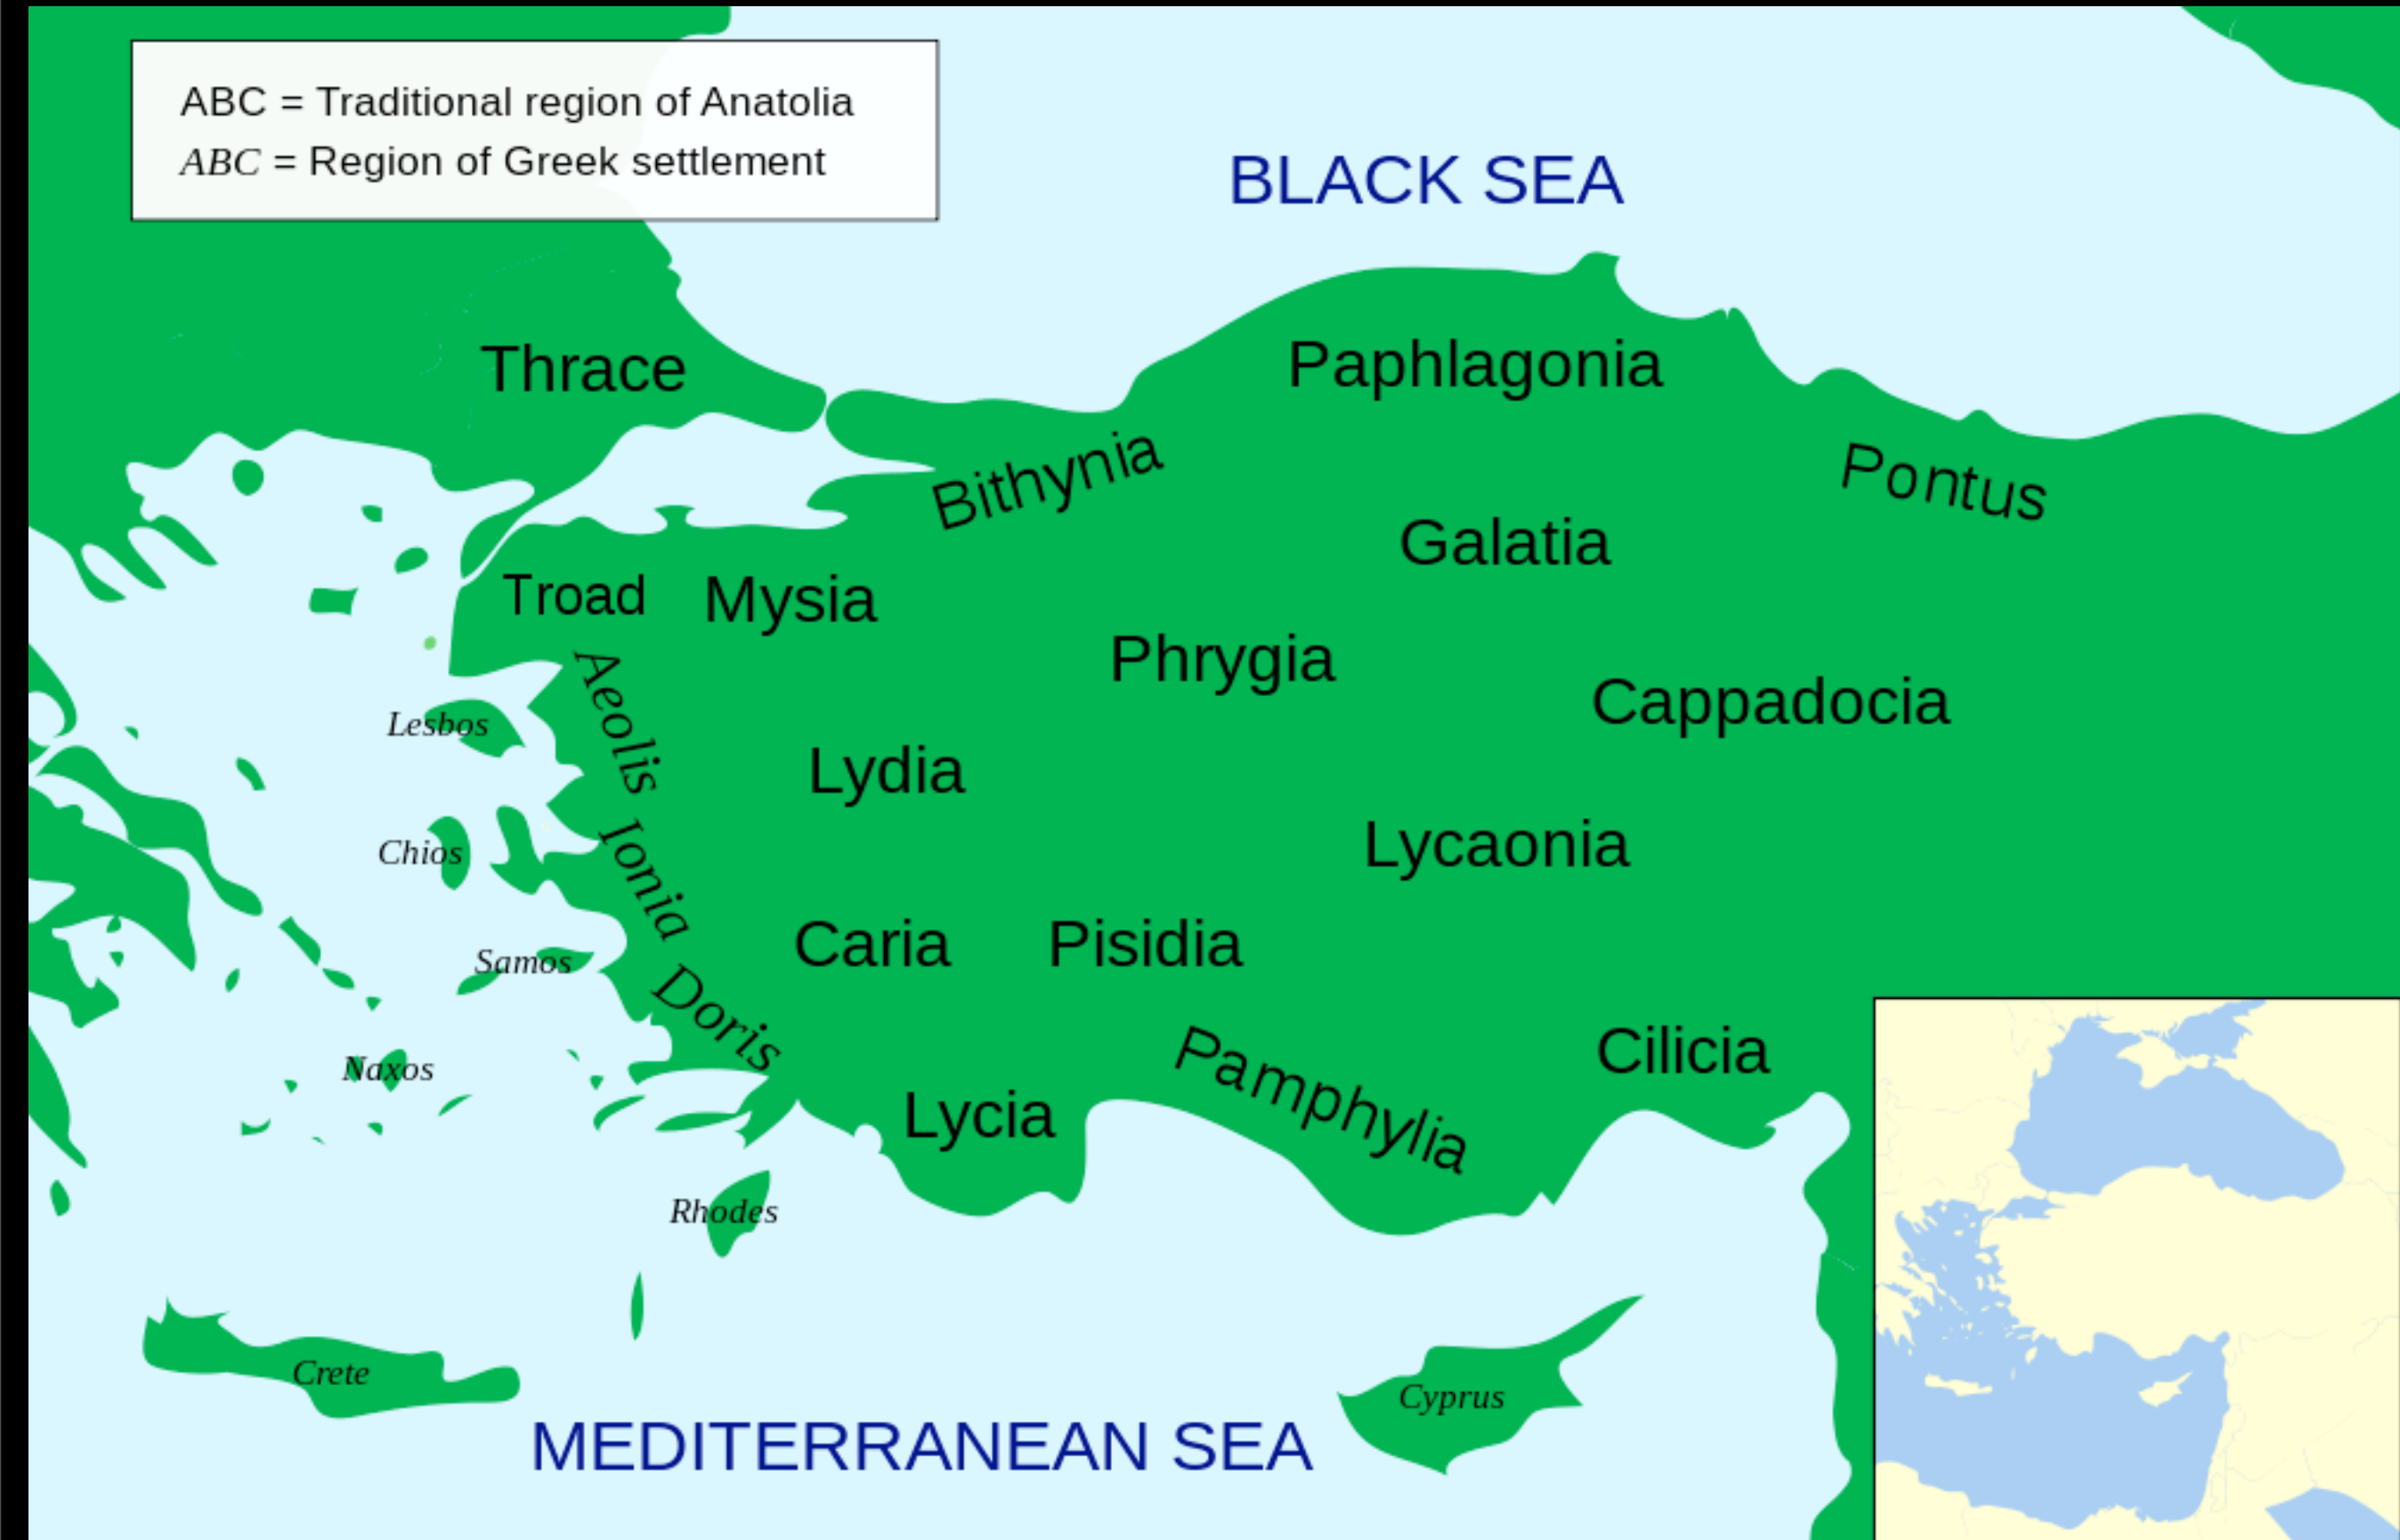 ABC = Traditional region of Anatolia
ABC = Region of Greek settlement
BLACK SEA
Thrace
Paphlagonia
Bithynia
Pontus
Galatia
Troad
Mysia
Phrygia
Aeolis
Cappadocia
Lesbos
Lydia
Ionia
Chios
Lycaonia
Caria
Pisidia
Samos
Doris
Cilicia
Naxos
Pamphylia
Lycia
Rhodes
Crete
Cyprus
MEDITERRANEAN SEA